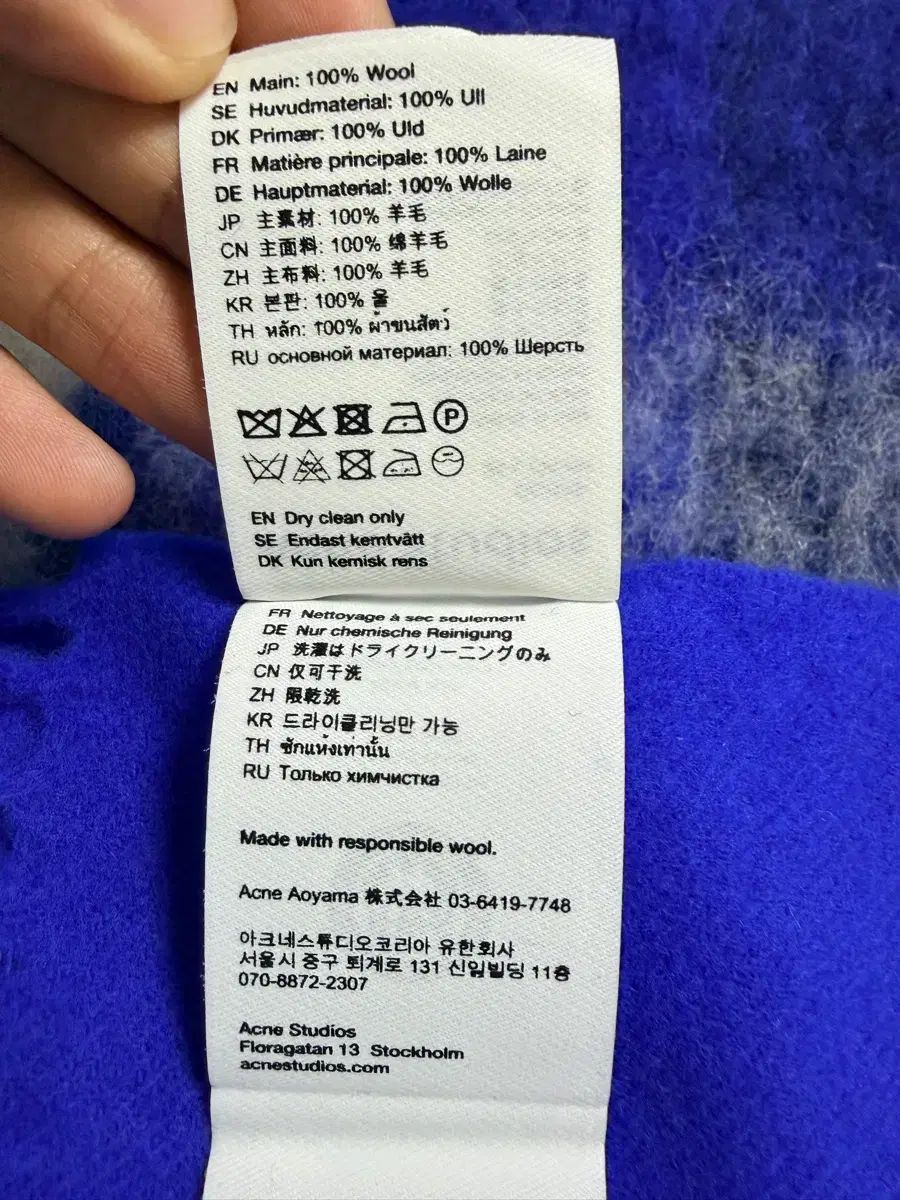 EN Main: 100% Wool
SE Huvudmaterial: 100% Ull
DK Primær: 100% Uld
FR Matière principale: 100% Laine
DE Hauptmaterial: 100% Wolle
JP 主素材: 100% 羊毛
CN 主面料: 100% 绵羊毛
ZH 主布料: 100% 羊毛
KR 본판: 100% 울
TH หลัก: 100% ผ้าขนสัตว์
RU основной материал: 100% Шерсть
P
EN Dry clean only
SE Endast kemtvätt
DK Kun kemisk rens
FR Nettoyage à sec seulement
DE Nur chemische Reinigung
JP 洗濯はドライクリーニングのみ
CN 仅可干洗
ZH 限乾洗
KR 드라이클리닝만 가능
TH ซักแห้งเท่านั้น
RU Только химчистка
Made with responsible wool.
Acne Aoyama 株式会社 03-6419-7748
아크네스튜디오코리아 유한회사
서울시 중구 퇴계로 131 신일빌딩 11층
070-8872-2307
Acne Studios
Floragatan 13 Stockholm
acnestudios.com